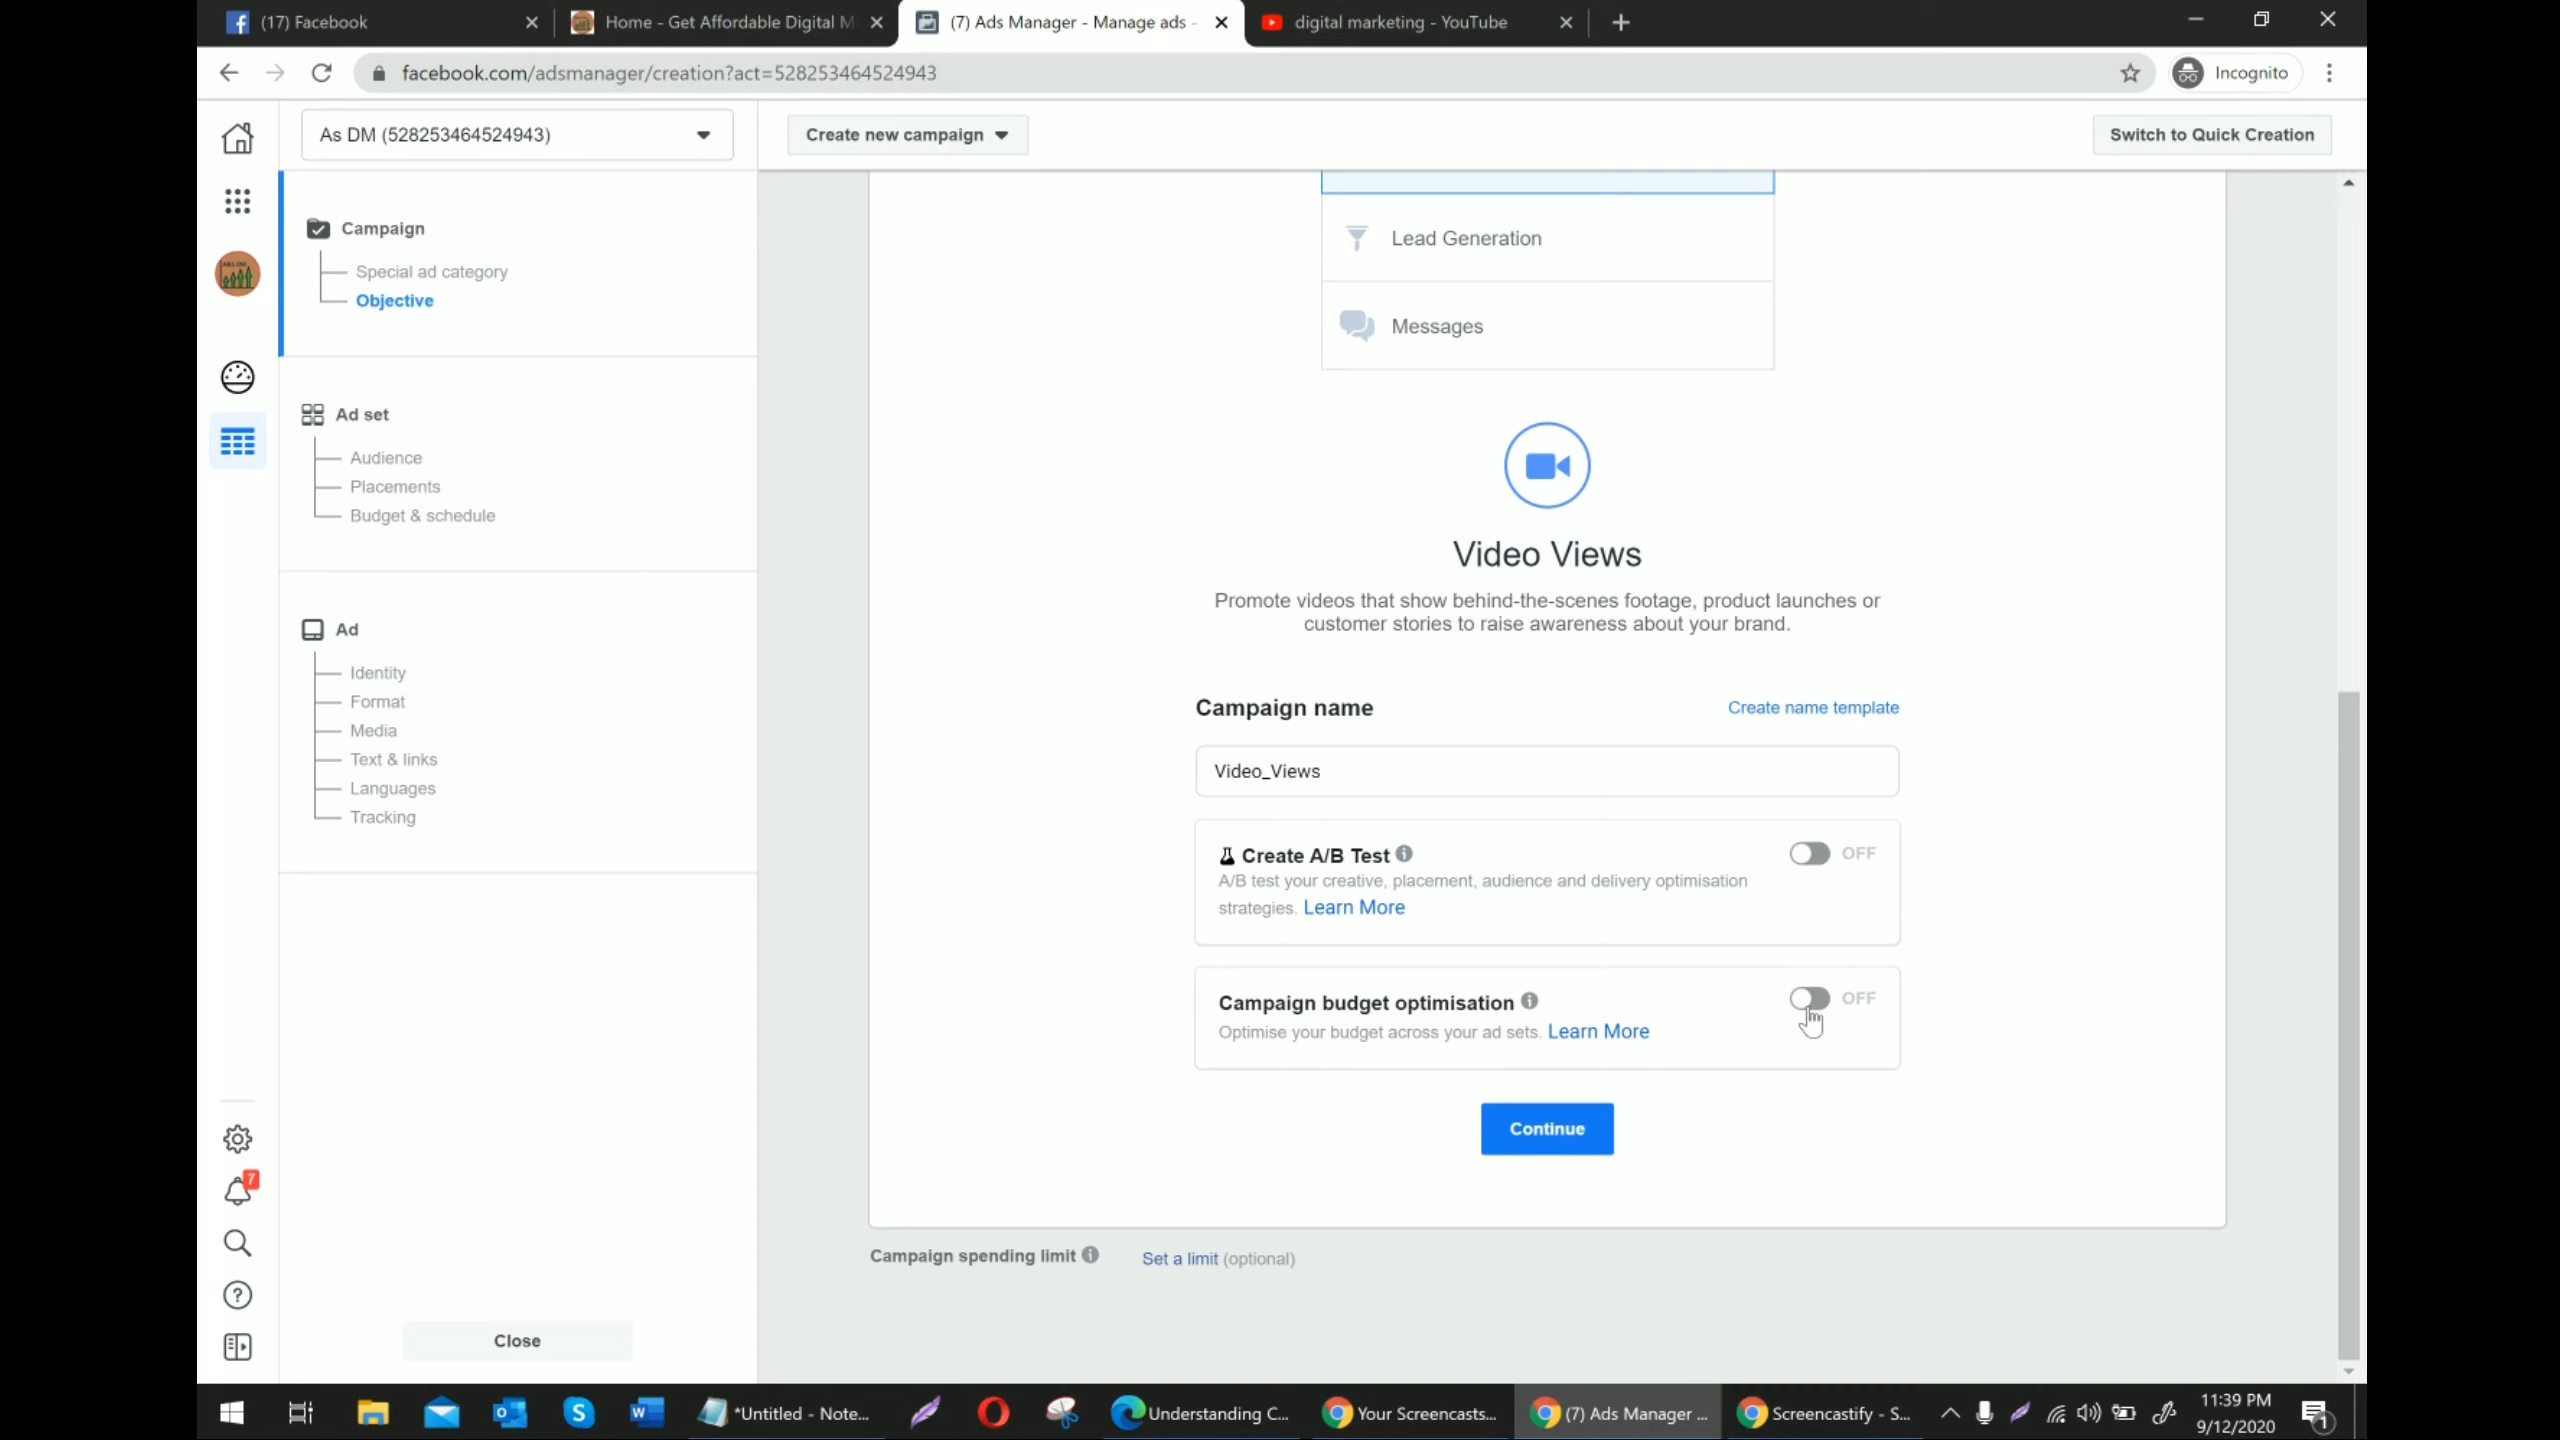 (17) Facebook
Home - Get Affordable Digital M
(7) Ads Manager - Manage ads -
digital marketing - YouTube
facebook.com/adsmanager/creation?act=528253464524943
Incognito
As DM (528253464524943)
Create new campaign
Switch to Quick Creation
Campaign
Special ad category
Objective
Ad set
Audience
Placements
Budget & schedule
Ad
Identity
Format
Media
Text & links
Languages
Tracking
Close
7
Lead Generation
Messages
Video Views
Promote videos that show behind-the-scenes footage, product launches or
customer stories to raise awareness about your brand.
Campaign name
Create name template
Video_Views
Create A/B Test
OFF
A/B test your creative, placement, audience and delivery optimisation
strategies. Learn More
Campaign budget optimisation
OFF
Optimise your budget across your ad sets. Learn More
Continue
Campaign spending limit
Set a limit (optional)
*Untitled - Note...
Understanding C...
Your Screencasts...
(7) Ads Manager ...
Screencastify - S...
11:39 PM
9/12/2020
1